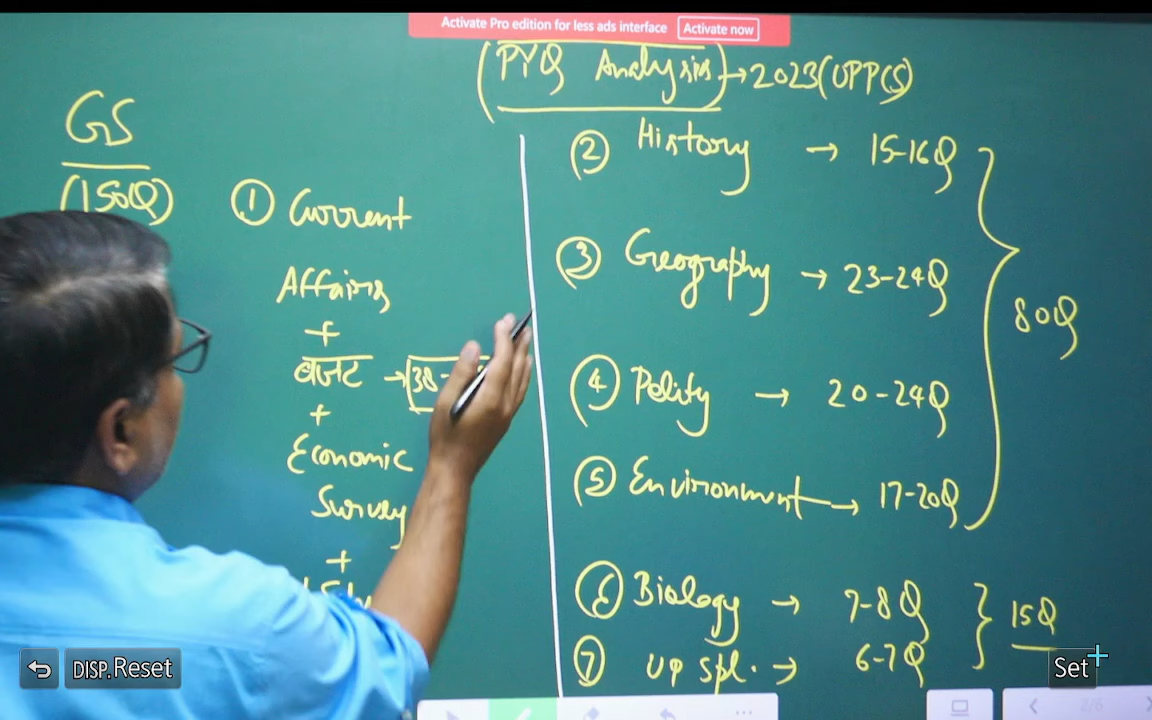 Activate Pro edition for less ads interface Activate now
(PYQ Analysis) → 2023 (UPPCS)
GS
(150Q)
① Current
Affairs
+
बजट → 38-
+
Economic
Survey
+
② History → 15-16Q
③ Geography → 23-24Q
④ Polity → 20-24Q
⑤ Environment → 17-20Q
80Q
⑥ Biology → 7-8Q
⑦ UP Spl. → 6-7Q
15Q
DISP. Reset
Set
2/6